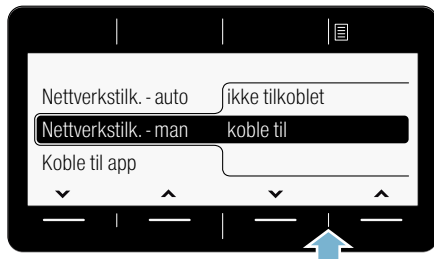 Nettverkstilk. - auto ikke tilkoblet
Nettverkstilk. - man koble til
Koble til app